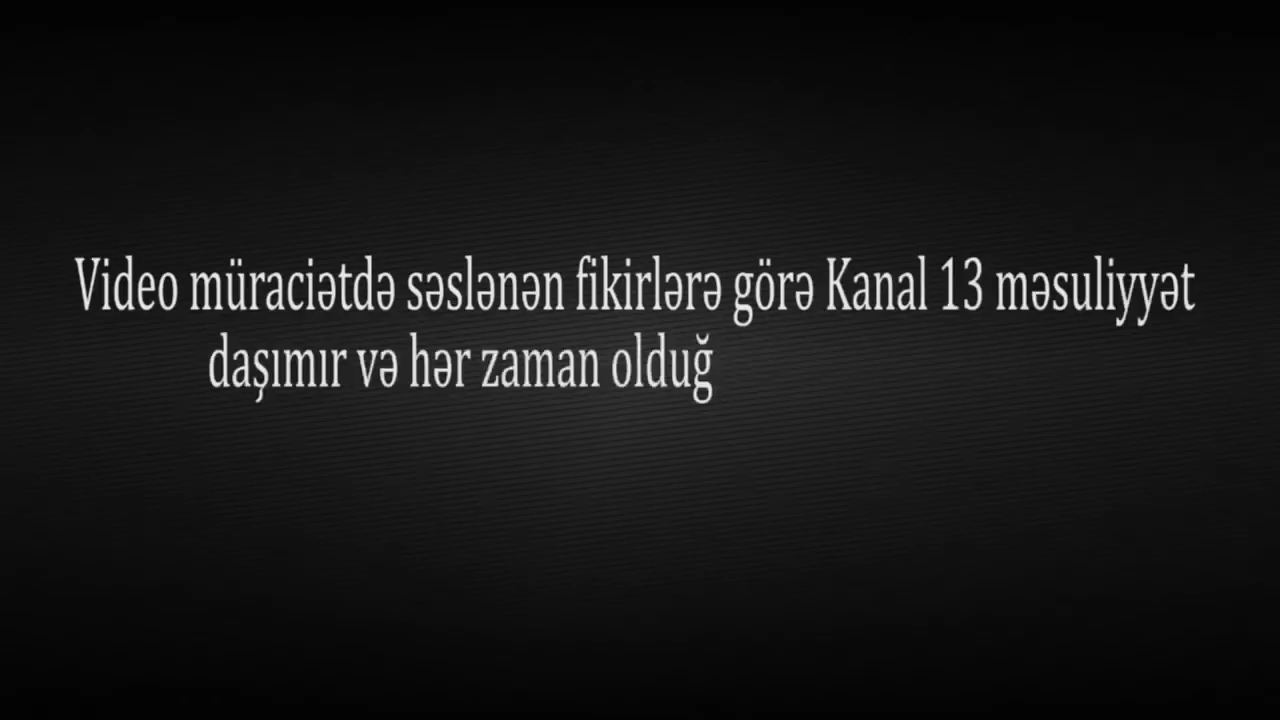 Video müraciətdə səslənən fikirlərə görə Kanal 13 məsuliyyət
daşımır və hər zaman olduğ